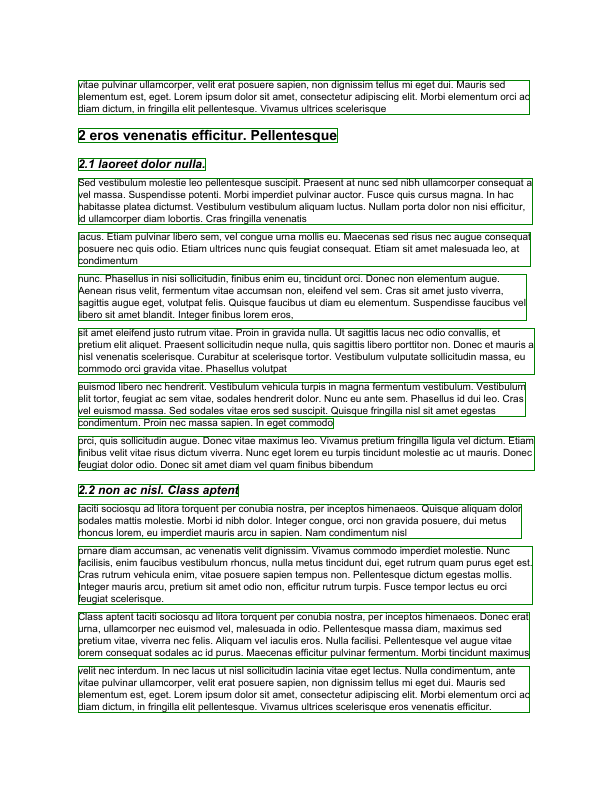 vitae pulvinar ullamcorper, velit erat posuere sapien, non dignissim tellus mi eget dui. Mauris sed
elementum est, eget. Lorem ipsum dolor sit amet, consectetur adipiscing elit. Morbi elementum orci ac
diam dictum, in fringilla elit pellentesque. Vivamus ultrices scelerisque
2 eros venenatis efficitur. Pellentesque
2.1 laoreet dolor nulla.
Sed vestibulum molestie leo pellentesque suscipit. Praesent at nunc sed nibh ullamcorper consequat a
vel massa. Suspendisse potenti. Morbi imperdiet pulvinar auctor. Fusce quis cursus magna. In hac
habitasse platea dictumst. Vestibulum vestibulum aliquam luctus. Nullam porta dolor non nisi efficitur,
id ullamcorper diam lobortis. Cras fringilla venenatis
lacus. Etiam pulvinar libero sem, vel congue urna mollis eu. Maecenas sed risus nec augue consequat
posuere nec quis odio. Etiam ultrices nunc quis feugiat consequat. Etiam sit amet malesuada leo, at
condimentum
nunc. Phasellus in nisi sollicitudin, finibus enim eu, tincidunt orci. Donec non elementum augue.
Aenean risus velit, fermentum vitae accumsan non, eleifend vel sem. Cras sit amet justo viverra,
sagittis augue eget, volutpat felis. Quisque faucibus ut diam eu elementum. Suspendisse faucibus vel
libero sit amet blandit. Integer finibus lorem eros,
sit amet eleifend justo rutrum vitae. Proin in gravida nulla. Ut sagittis lacus nec odio convallis, et
pretium elit aliquet. Praesent sollicitudin neque nulla, quis sagittis libero porttitor non. Donec et mauris a
nisl venenatis scelerisque. Curabitur at scelerisque tortor. Vestibulum vulputate sollicitudin massa, eu
commodo orci gravida vitae. Phasellus volutpat
euismod libero nec hendrerit. Vestibulum vehicula turpis in magna fermentum vestibulum. Vestibulum
elit tortor, feugiat ac sem vitae, sodales hendrerit dolor. Nunc eu ante sem. Phasellus id dui leo. Cras
vel euismod massa. Sed sodales vitae eros sed suscipit. Quisque fringilla nisl sit amet egestas
condimentum. Proin nec massa sapien. In eget commodo
orci, quis sollicitudin augue. Donec vitae maximus leo. Vivamus pretium fringilla ligula vel dictum. Etiam
finibus velit vitae risus dictum viverra. Nunc eget lorem eu turpis tincidunt molestie ac ut mauris. Donec
feugiat dolor odio. Donec sit amet diam vel quam finibus bibendum
2.2 non ac nisl. Class aptent
taciti sociosqu ad litora torquent per conubia nostra, per inceptos himenaeos. Quisque aliquam dolor
sodales mattis molestie. Morbi id nibh dolor. Integer congue, orci non gravida posuere, dui metus
rhoncus lorem, eu imperdiet mauris arcu in sapien. Nam condimentum nisl
ornare diam accumsan, ac venenatis velit dignissim. Vivamus commodo imperdiet molestie. Nunc
facilisis, enim faucibus vestibulum rhoncus, nulla metus tincidunt dui, eget rutrum quam purus eget est.
Cras rutrum vehicula enim, vitae posuere sapien tempus non. Pellentesque dictum egestas mollis.
Integer mauris arcu, pretium sit amet odio non, efficitur rutrum turpis. Fusce tempor lectus eu orci
feugiat scelerisque.
Class aptent taciti sociosqu ad litora torquent per conubia nostra, per inceptos himenaeos. Donec erat
urna, ullamcorper nec euismod vel, malesuada in odio. Pellentesque massa diam, maximus sed
pretium vitae, viverra nec felis. Aliquam vel iaculis eros. Nulla facilisi. Pellentesque vel augue vitae
lorem consequat sodales ac id purus. Maecenas efficitur pulvinar fermentum. Morbi tincidunt maximus
velit nec interdum. In nec lacus ut nisl sollicitudin lacinia vitae eget lectus. Nulla condimentum, ante
vitae pulvinar ullamcorper, velit erat posuere sapien, non dignissim tellus mi eget dui. Mauris sed
elementum est, eget. Lorem ipsum dolor sit amet, consectetur adipiscing elit. Morbi elementum orci ac
diam dictum, in fringilla elit pellentesque. Vivamus ultrices scelerisque eros venenatis efficitur.